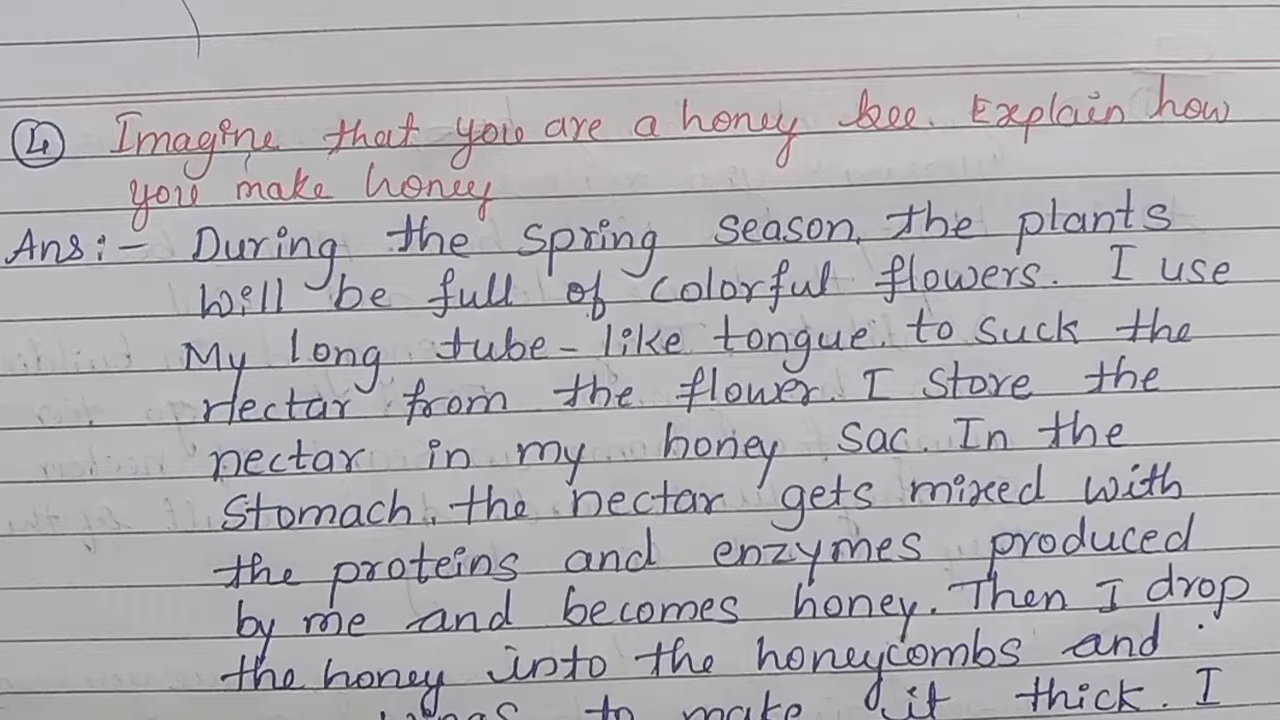 4 Imagine that you are a honey bee. Explain how
you make honey
Ans:- During the spring season, the plants
will be full of colorful flowers. I use
My long tube-like tongue. to suck the
nectar from the flower. I store the
nectar in my honey sac. In the
Stomach, the nectar gets mixed with
the proteins and enzymes produced
by me and becomes honey. Then I drop
the honey into the honeycombs and
to make it thick. I